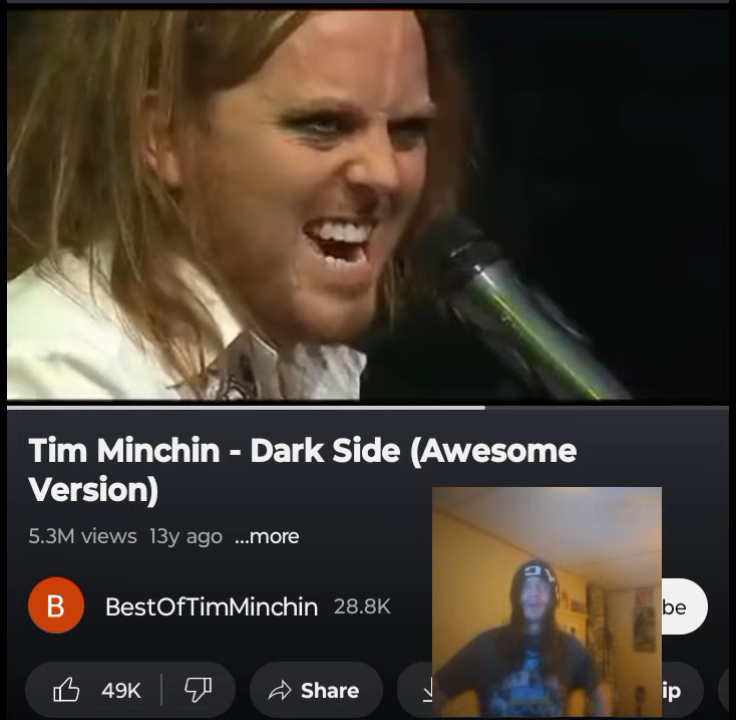 Tim Minchin - Dark Side (Awesome
Version)
5.3M views 13y ago ...more
B BestOfTimMinchin 28.8K be
49K Share ip